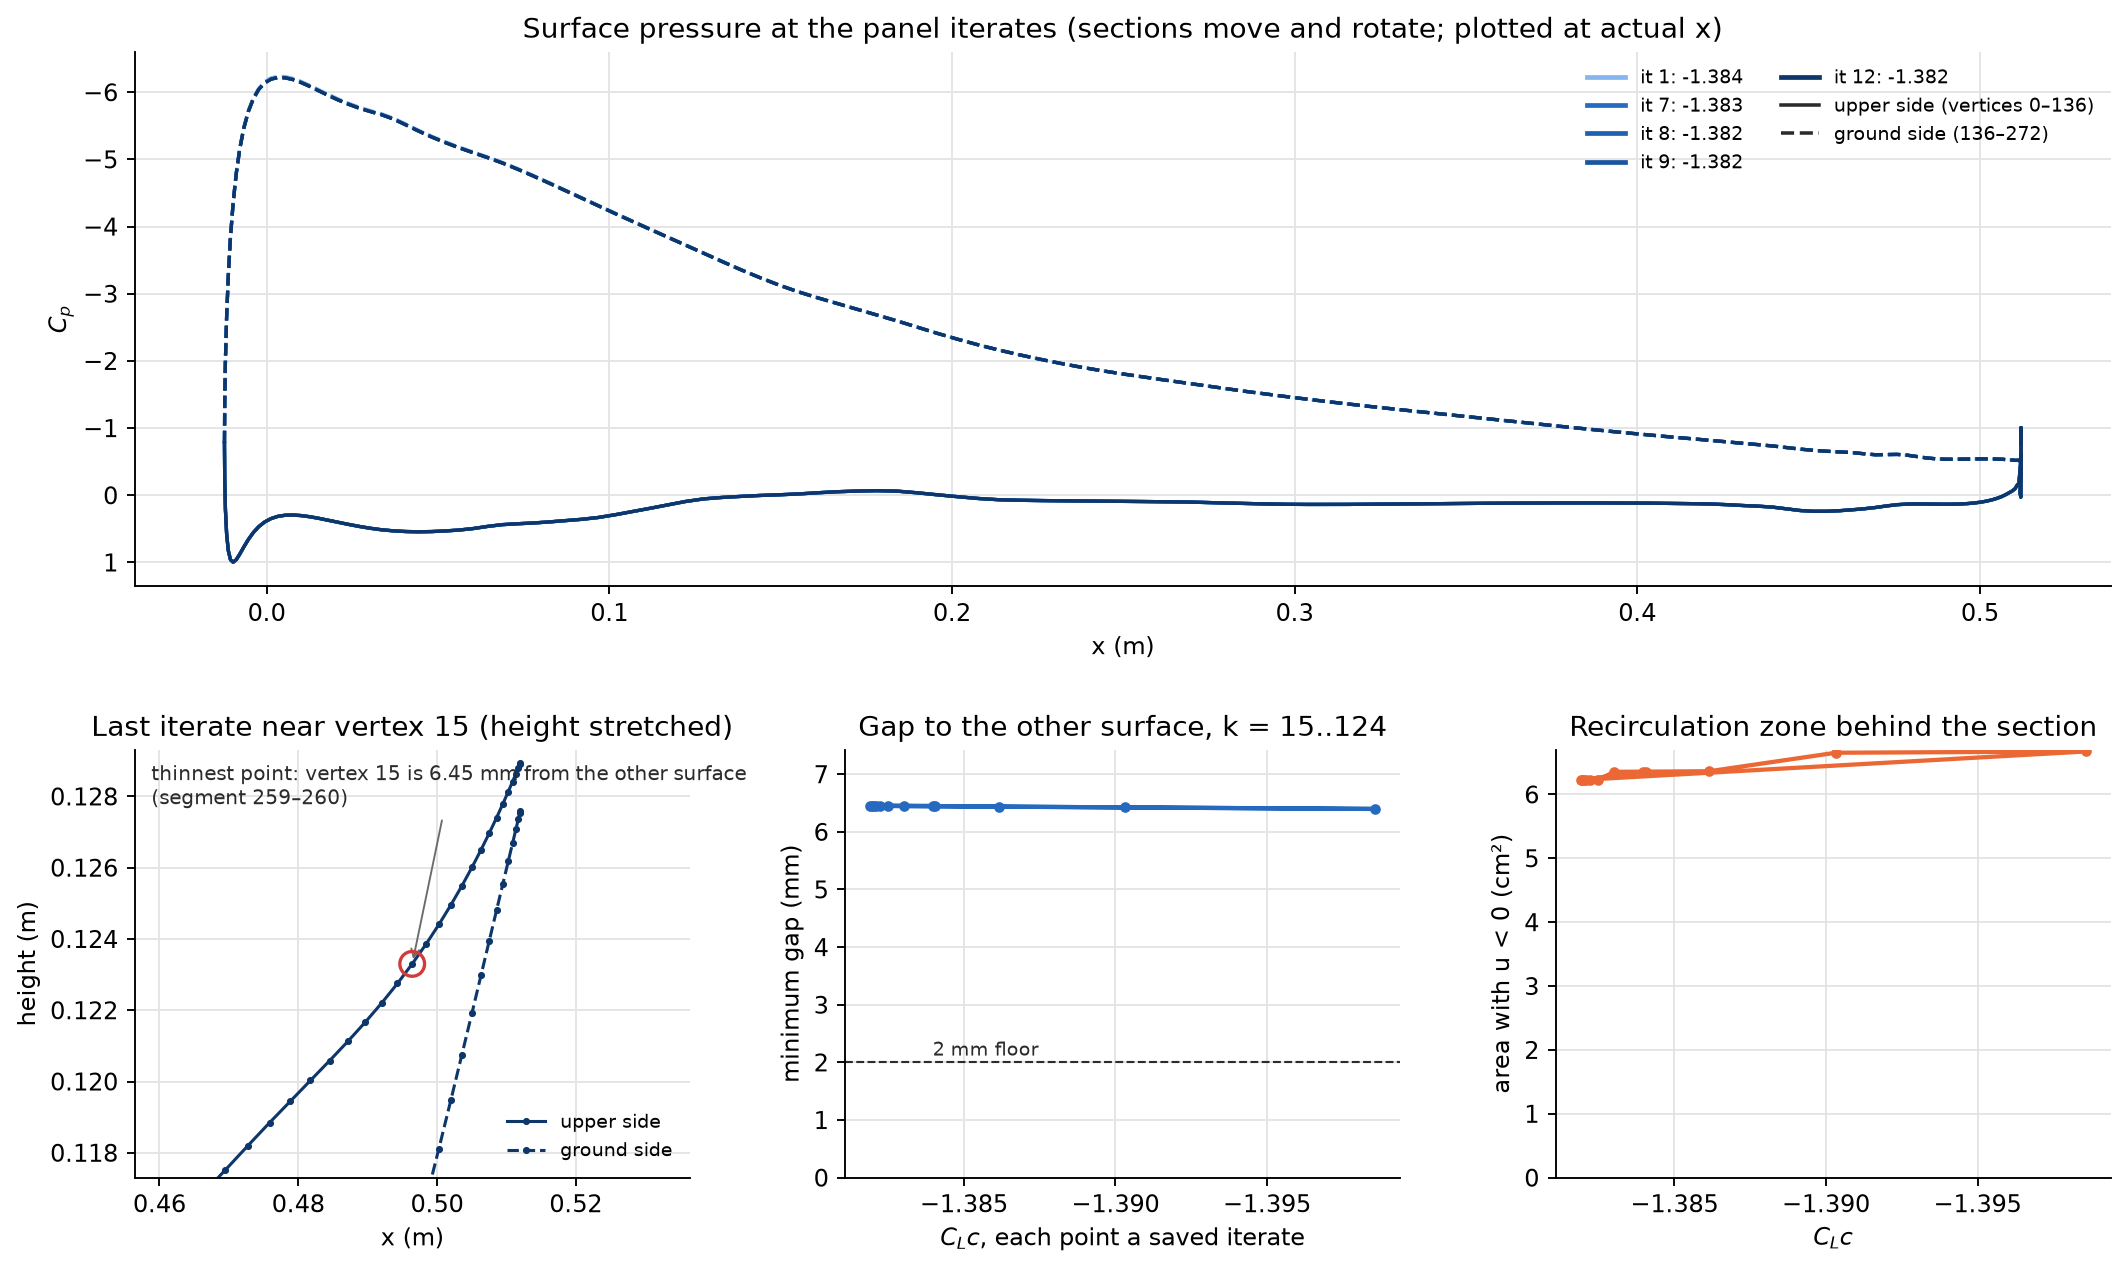 Surface pressure at the panel iterates (sections move and rotate; plotted at actual x)
−6
−5
−4
−3
−2
−1
0
1
Cₚ
it 1: -1.384
it 7: -1.383
it 8: -1.382
it 9: -1.382
it 12: -1.382
upper side (vertices 0–136)
ground side (136–272)
0.0
0.1
0.2
0.3
0.4
0.5
x (m)
Last iterate near vertex 15 (height stretched)
thinnest point: vertex 15 is 6.45 mm from the other surface
(segment 259–260)
0.128
0.126
0.124
0.122
0.120
0.118
height (m)
upper side
ground side
0.46
0.48
0.50
0.52
x (m)
Gap to the other surface, k = 15..124
7
6
5
4
3
2
1
0
minimum gap (mm)
2 mm floor
−1.385
−1.390
−1.395
C_Lc, each point a saved iterate
Recirculation zone behind the section
6
5
4
3
2
1
0
area with u < 0 (cm²)
−1.385
−1.390
−1.395
C_Lc